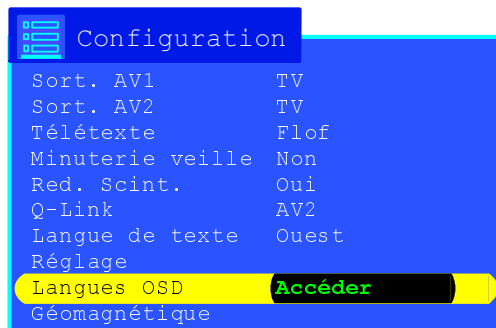 Configuration
Sort. AV1 TV
Sort. AV2 TV
Télétexte Flof
Minuterie veille Non
Red. Scint. Oui
Q-Link AV2
Langue de texte Ouest
Réglage
Langues OSD Accéder
Géomagnétique